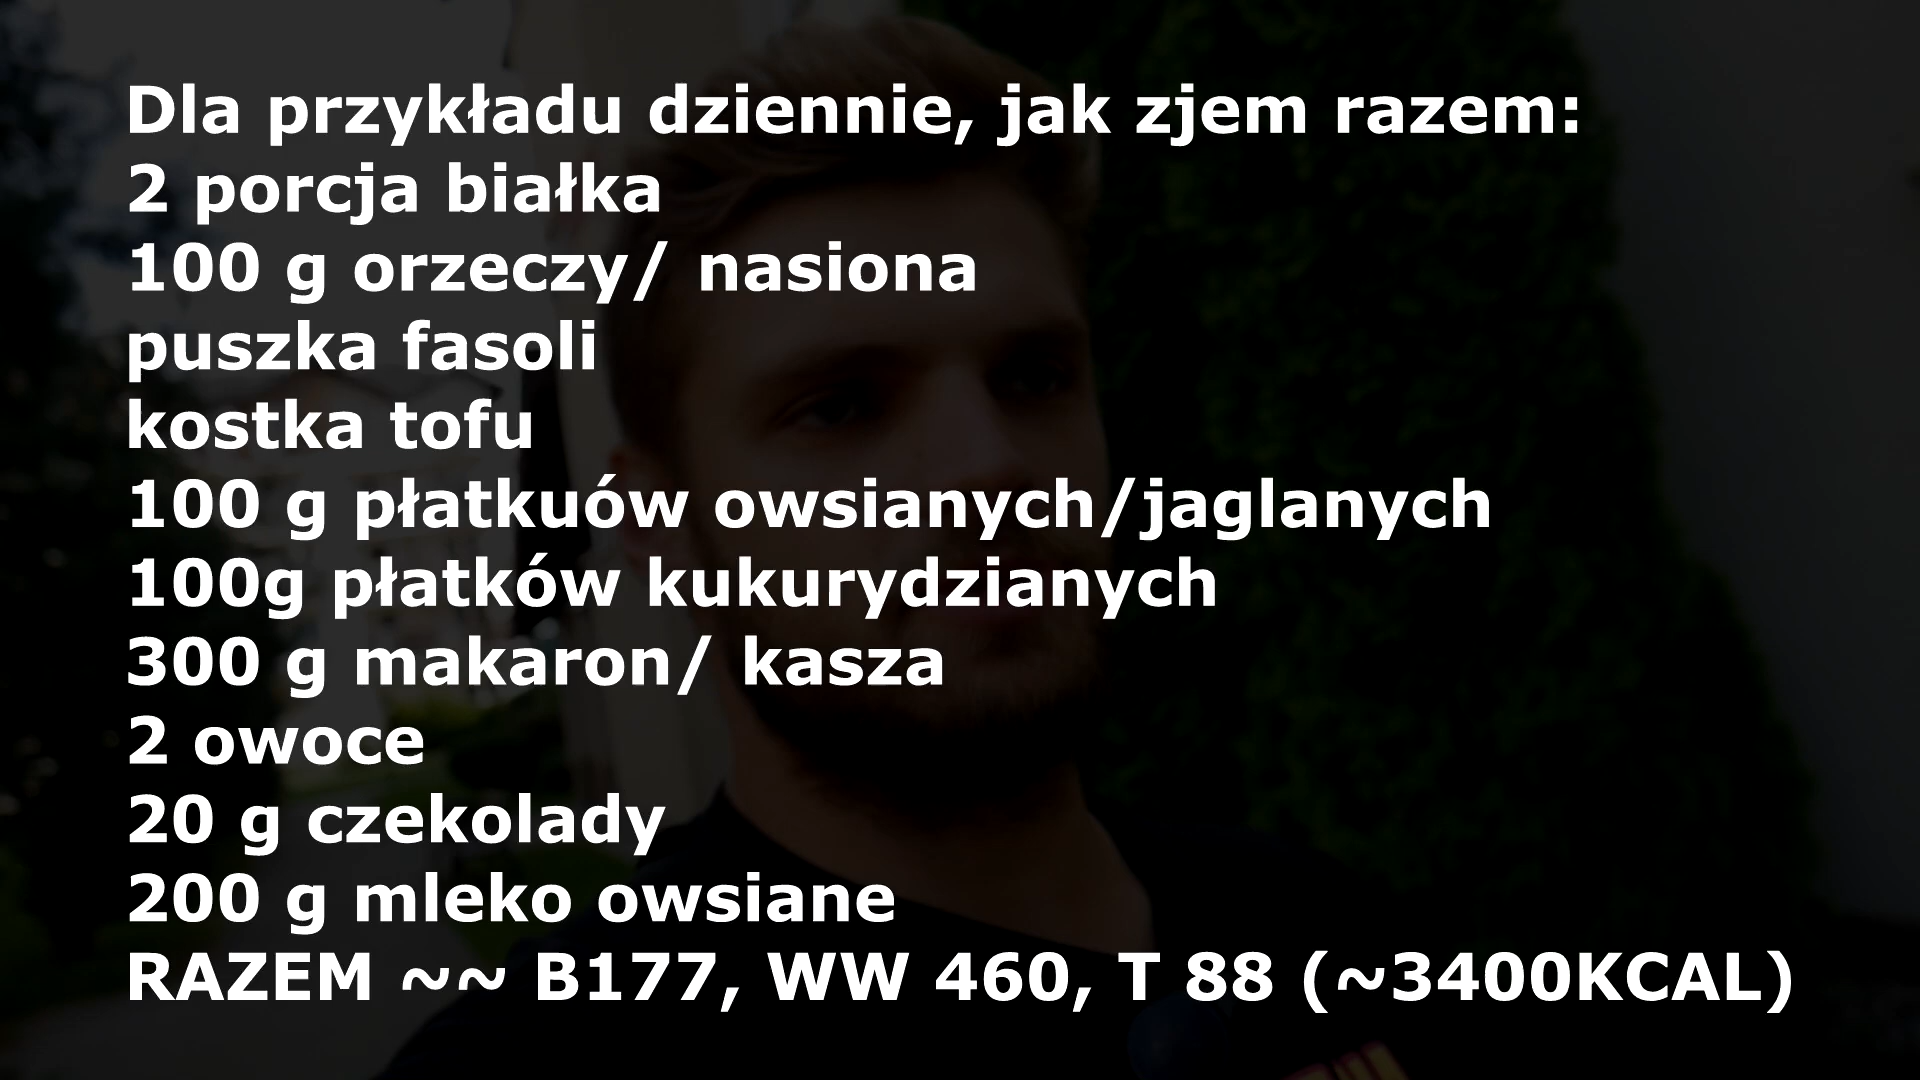 Dla przykładu dziennie, jak zjem razem:
2 porcja białka
100 g orzeczy/ nasiona
puszka fasoli
kostka tofu
100 g płatkuów owsianych/jaglanych
100g płatków kukurydzianych
300 g makaron/ kasza
2 owoce
20 g czekolady
200 g mleko owsiane
RAZEM ~~ B177, WW 460, T 88 (~3400KCAL)